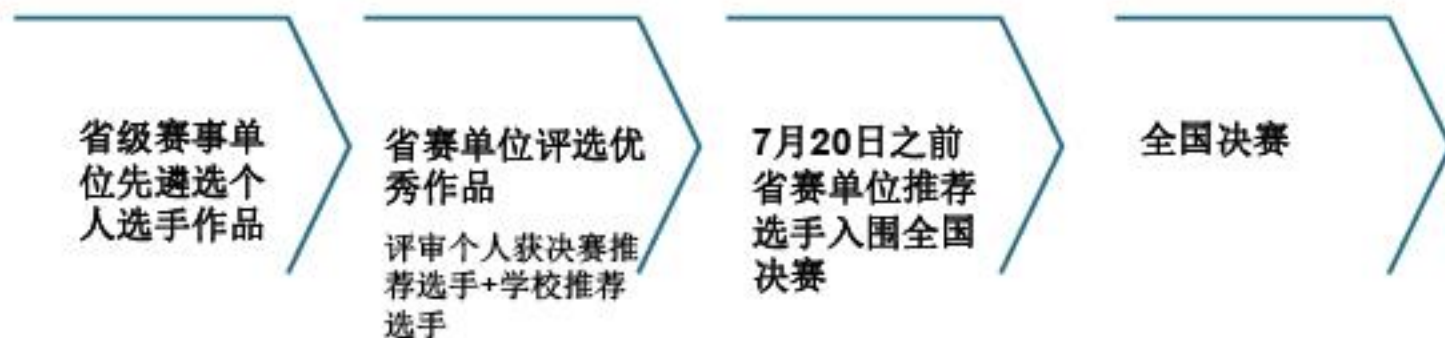 省级赛事单
位先遴选个
人选手作品
省赛单位评选优
秀作品
评审个人获决赛推
荐选手+学校推荐
选手
7月20日之前
省赛单位推荐
选手入围全国
决赛
全国决赛